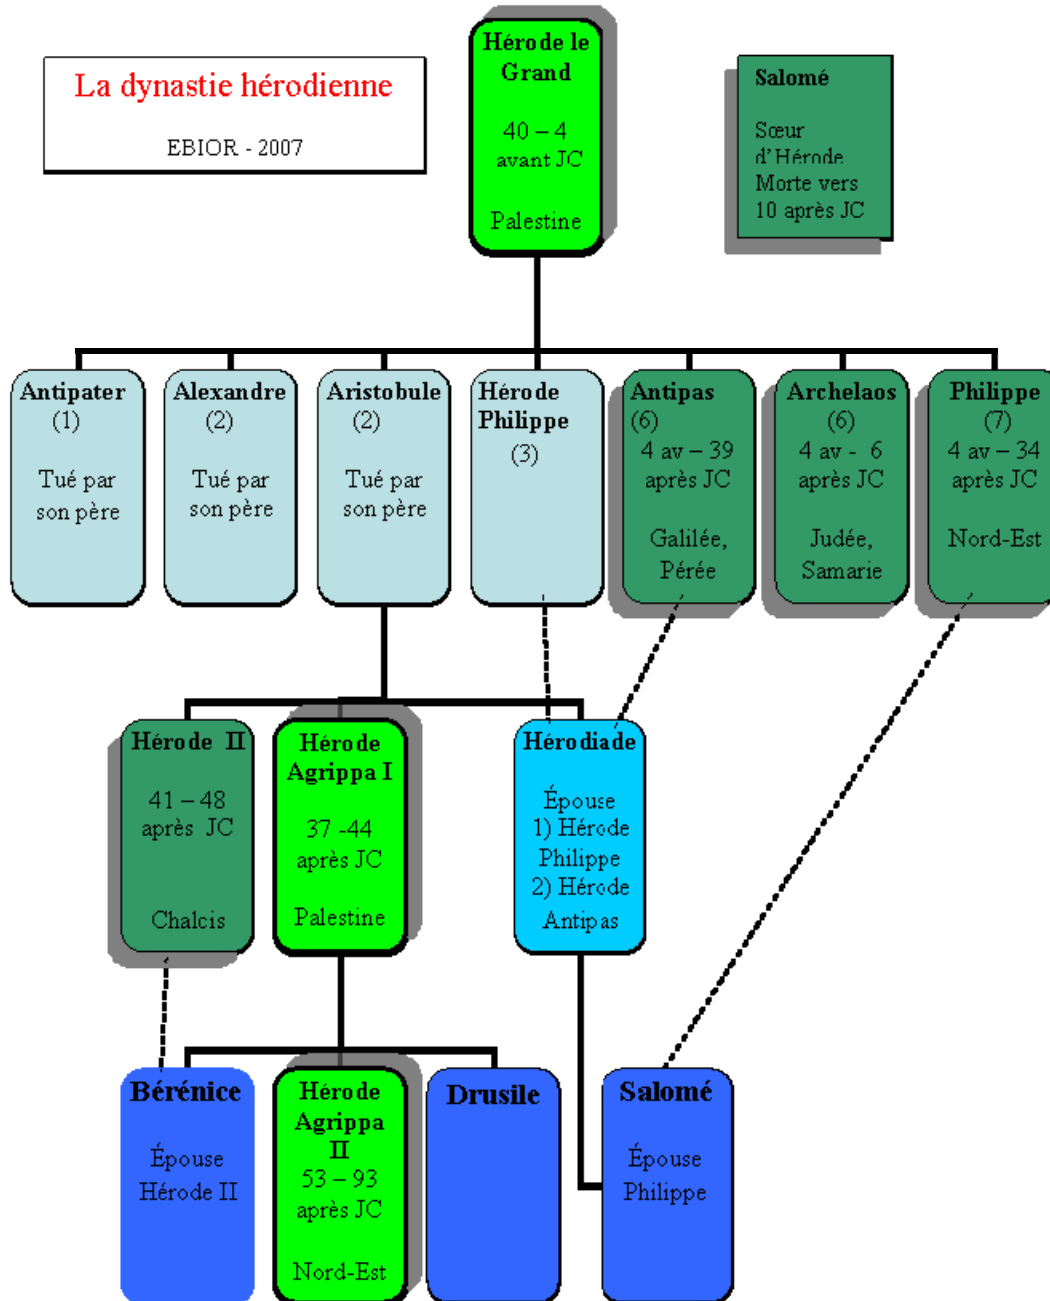 La dynastie hérodienne
EBIOR - 2007
Hérode le
Grand
40 – 4
avant JC
Palestine
Salomé
Sœur
d'Hérode
Morte vers
10 après JC
Antipater
(1)
Tué par
son père
Alexandre
(2)
Tué par
son père
Aristobule
(2)
Tué par
son père
Hérode
Philippe
(3)
Antipas
(6)
4 av – 39
après JC
Galilée,
Pérée
Archelaos
(6)
4 av - 6
après JC
Judée,
Samarie
Philippe
(7)
4 av – 34
après JC
Nord-Est
Hérode II
41 – 48
après JC
Chalcis
Hérode
Agrippa I
37 -44
après JC
Palestine
Hérodiade
Épouse
1) Hérode
Philippe
2) Hérode
Antipas
Bérénice
Épouse
Hérode II
Hérode
Agrippa
II
53 – 93
après JC
Nord-Est
Drusile
Salomé
Épouse
Philippe